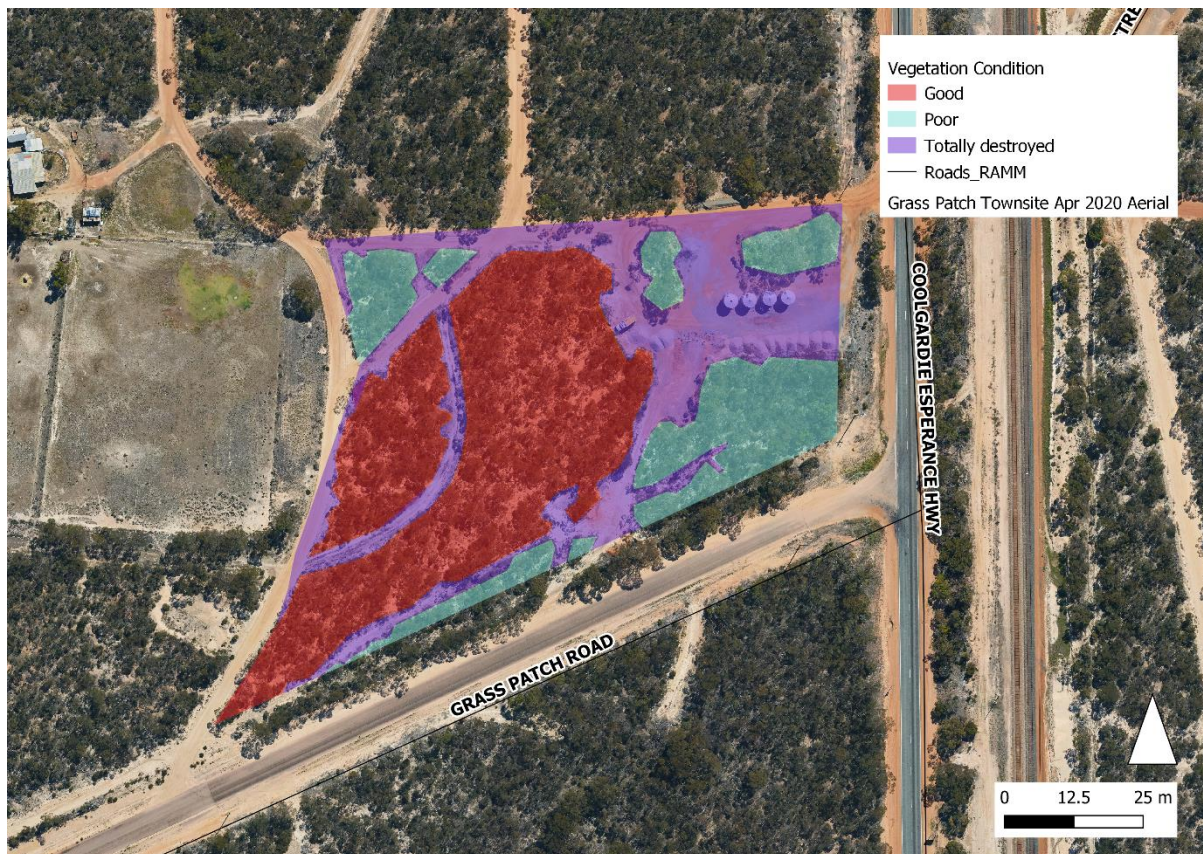 STRE
Vegetation Condition
Good
Poor
Totally destroyed
Roads_RAMM
Grass Patch Townsite Apr 2020 Aerial
COOLGARDIE ESPERANCE HWY
GRASS PATCH ROAD
0 12.5 25 m